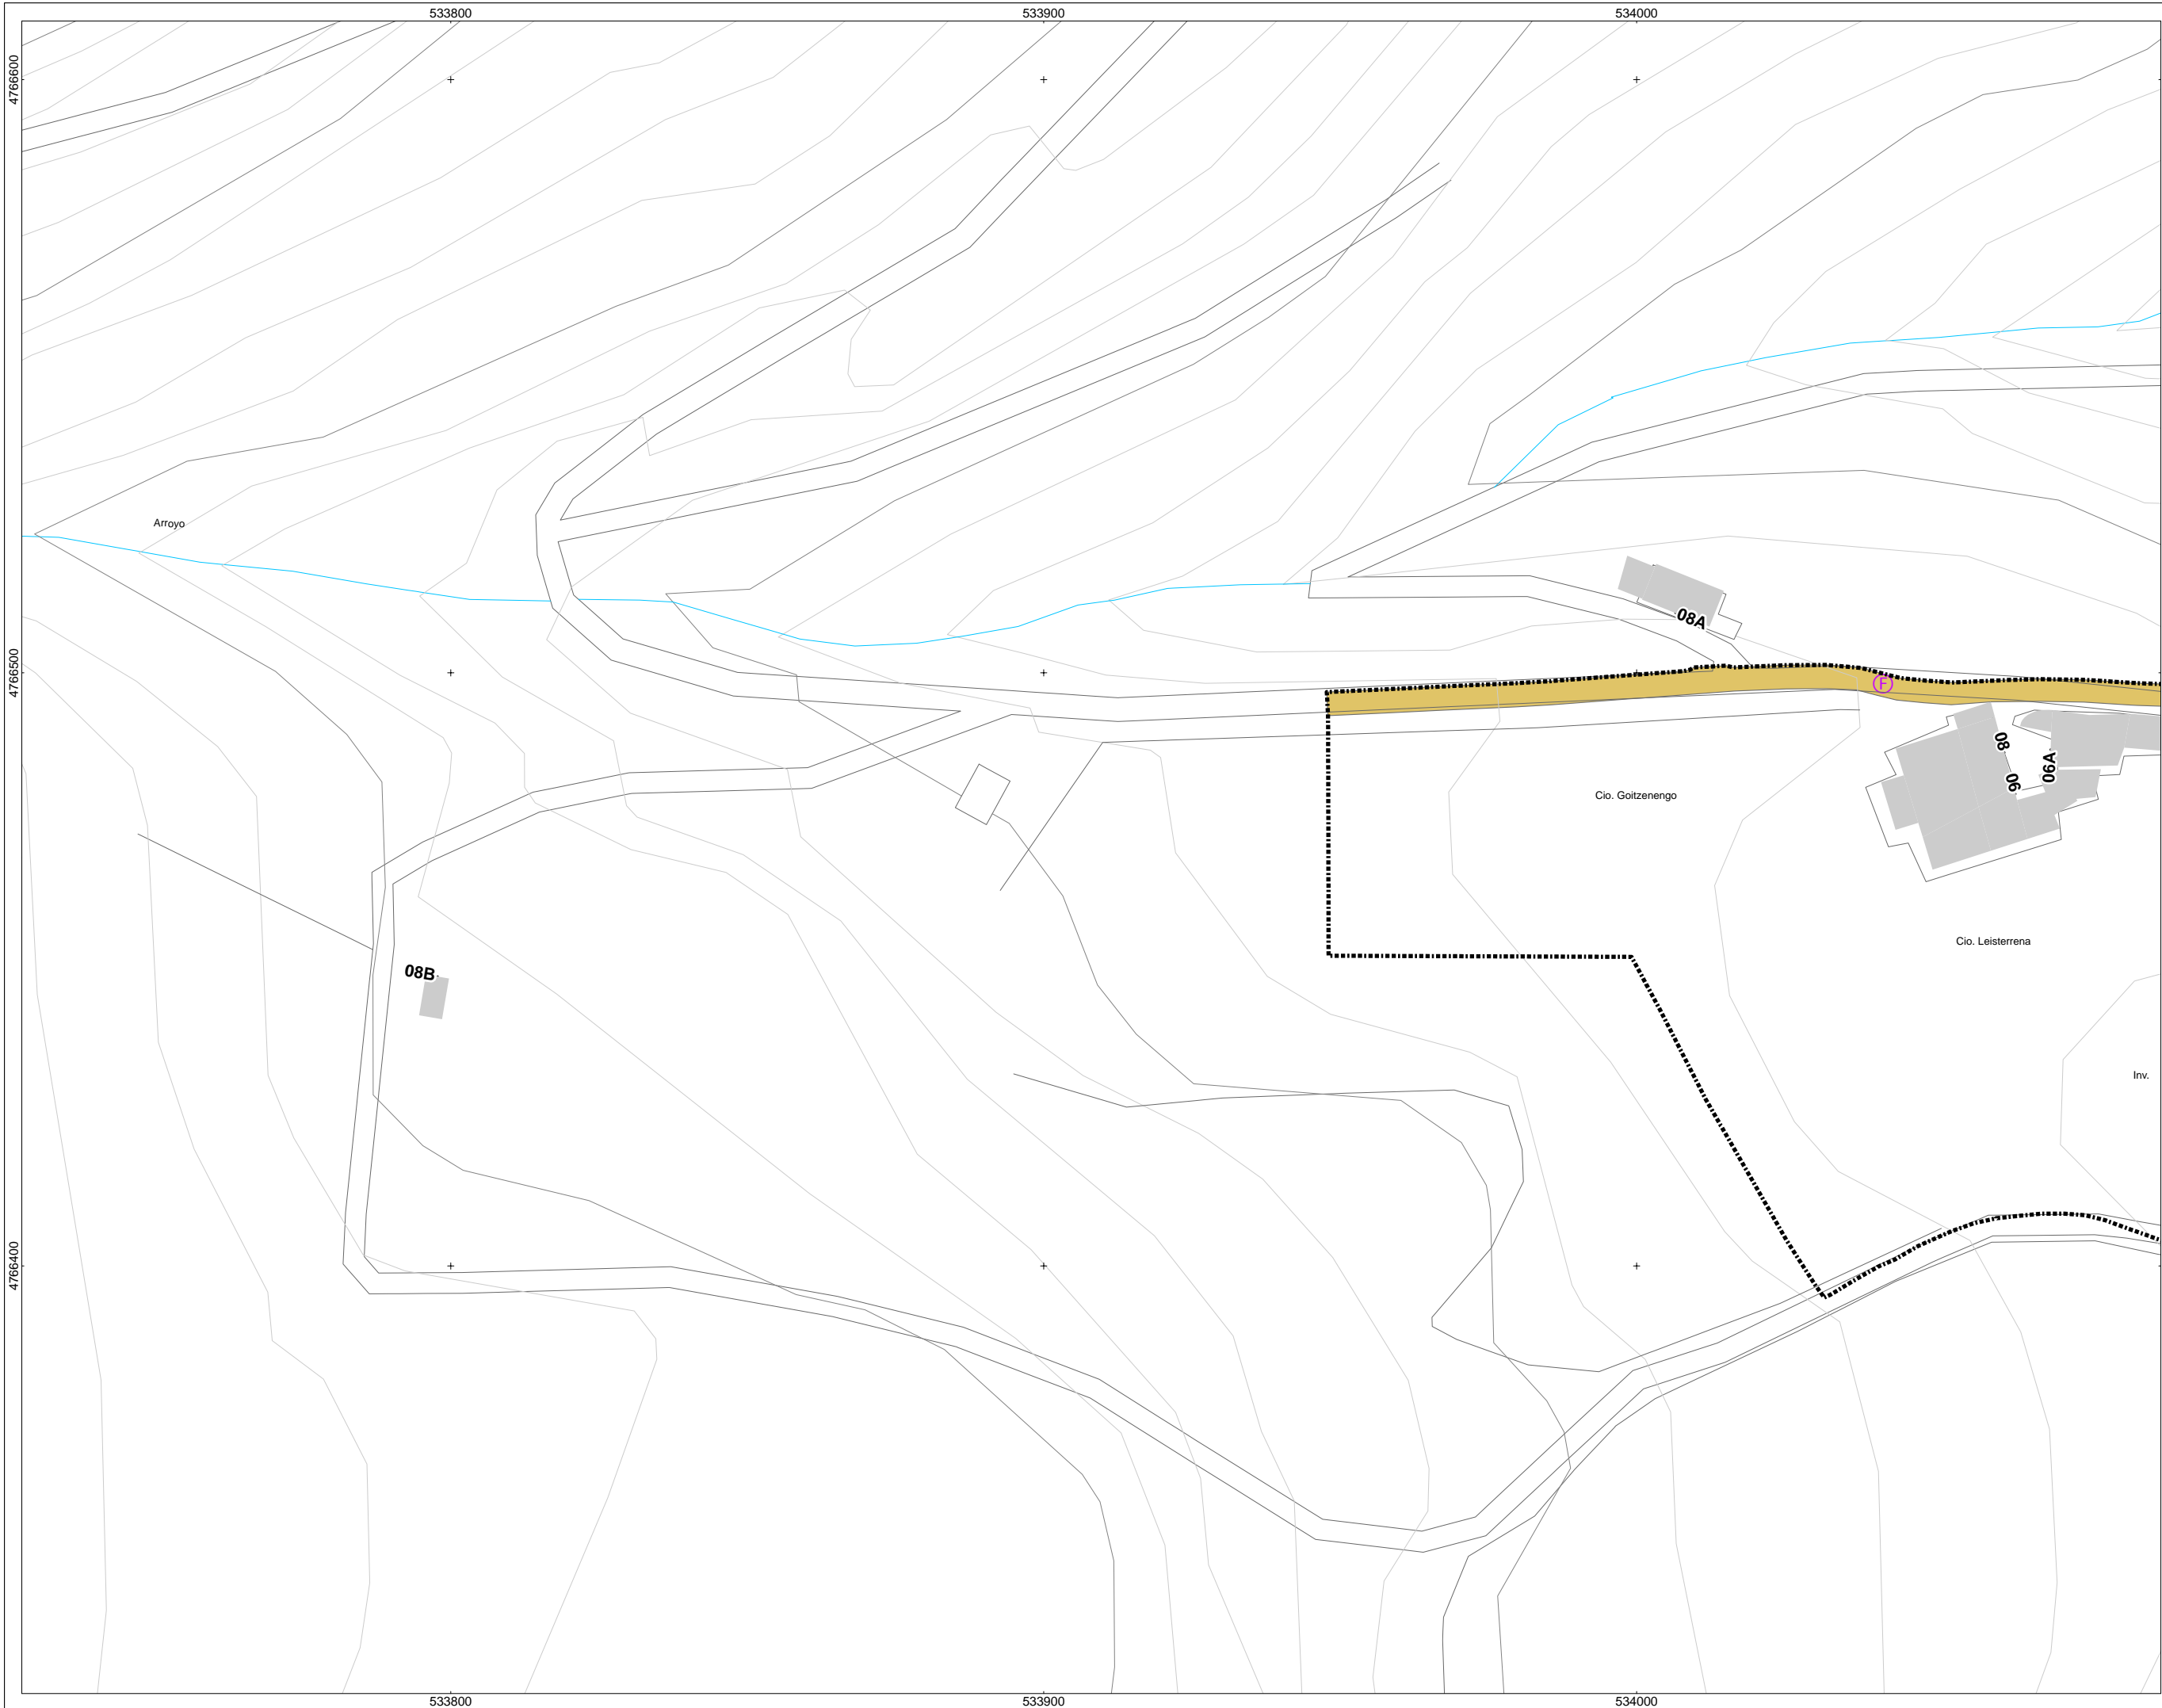 533800
533900
534000
4766600
Arroyo
08A
4766500
F
08
06A
06
Cio. Goitzenengo
Cio. Leisterrena
08B
Inv.
4766400
533800
533900
534000